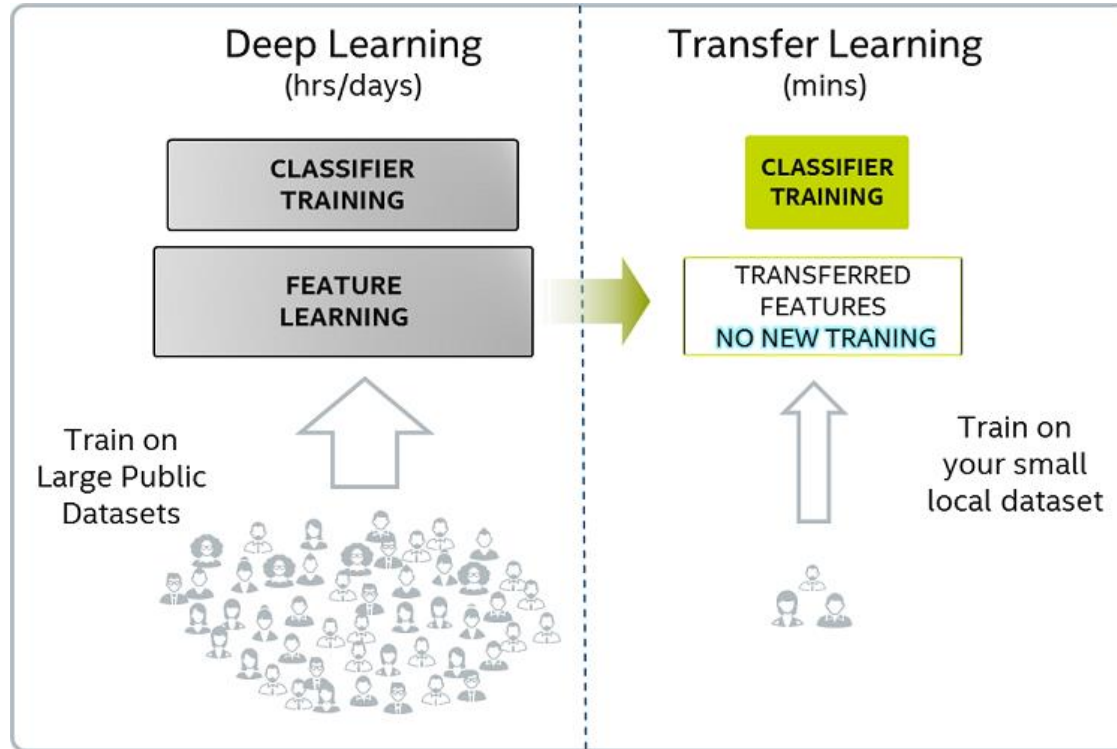 Deep Learning
(hrs/days)
CLASSIFIER
TRAINING
FEATURE
LEARNING
Train on
Large Public
Datasets
Transfer Learning
(mins)
CLASSIFIER
TRAINING
TRANSFERRED
FEATURES
NO NEW TRANING
Train on
your small
local dataset